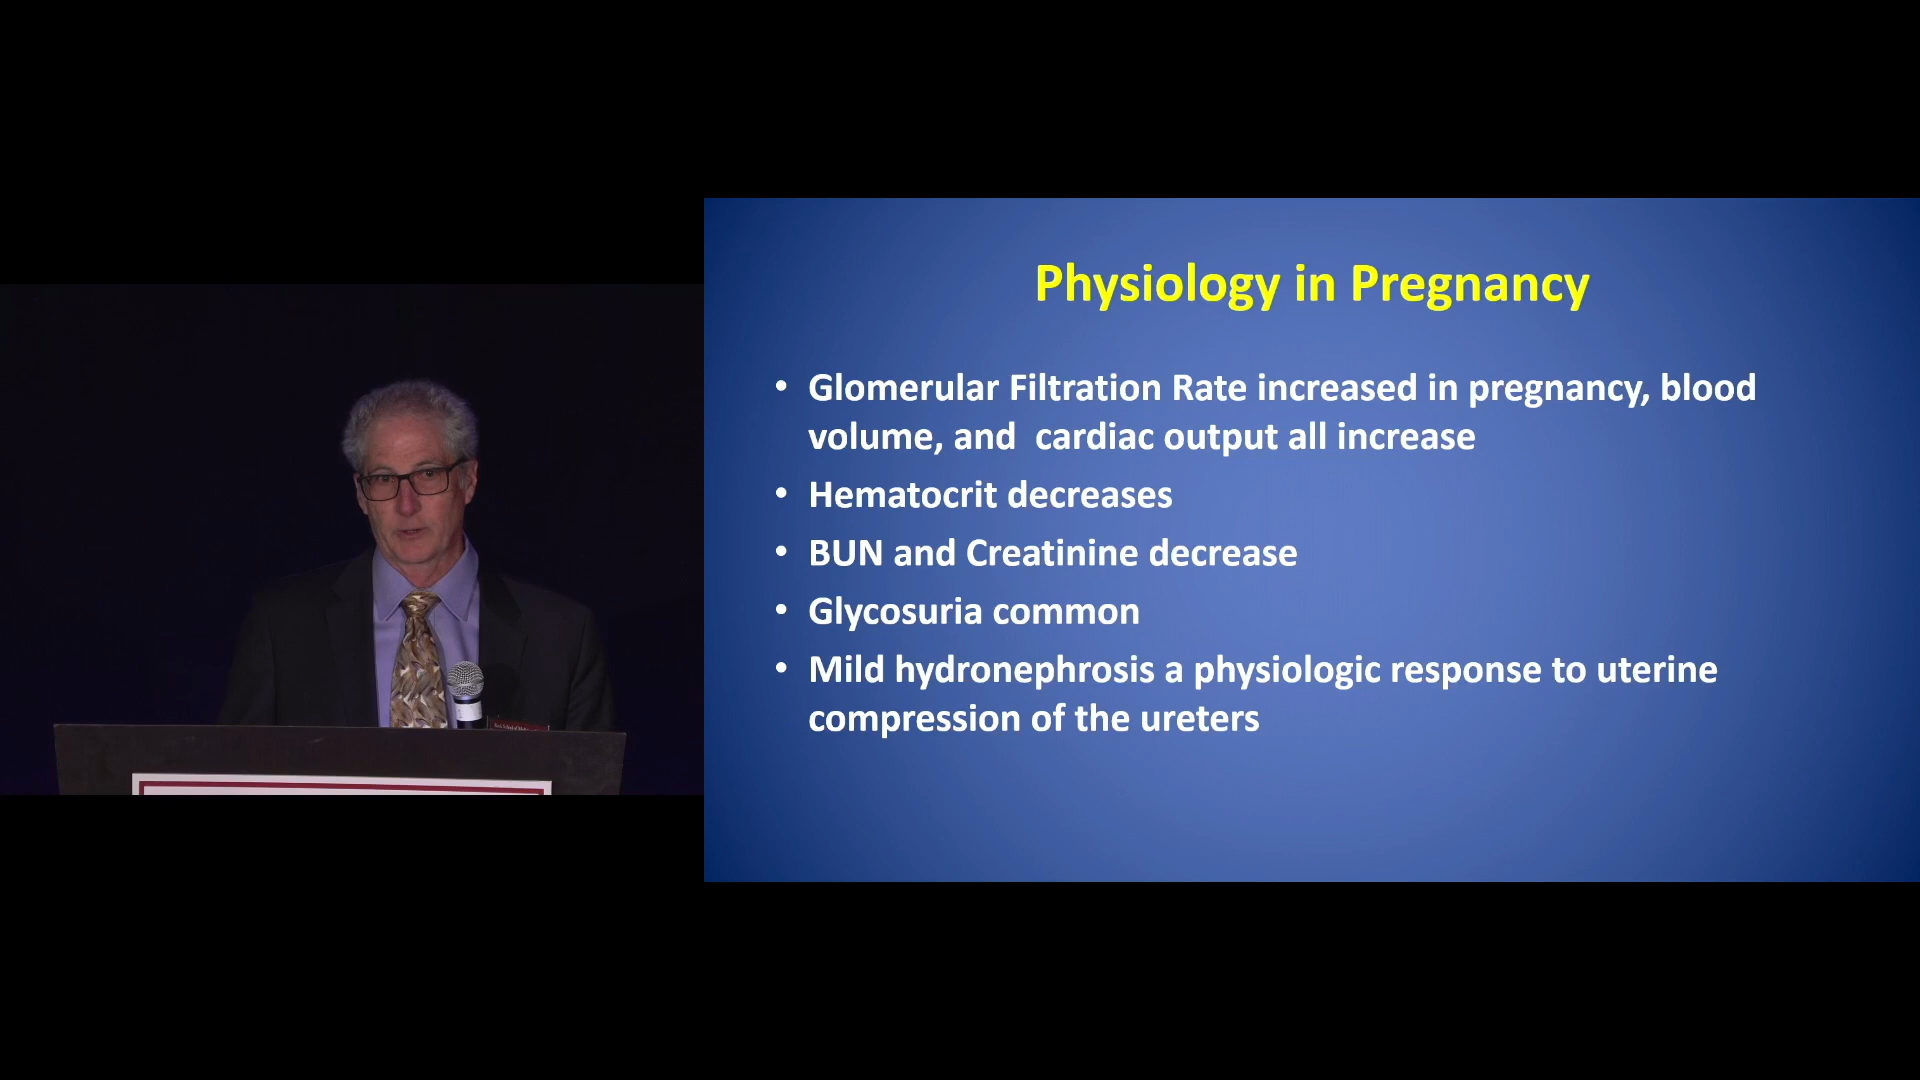 Physiology in Pregnancy
• Glomerular Filtration Rate increased in pregnancy, blood
volume, and  cardiac output all increase
• Hematocrit decreases
• BUN and Creatinine decrease
• Glycosuria common
• Mild hydronephrosis a physiologic response to uterine
compression of the ureters